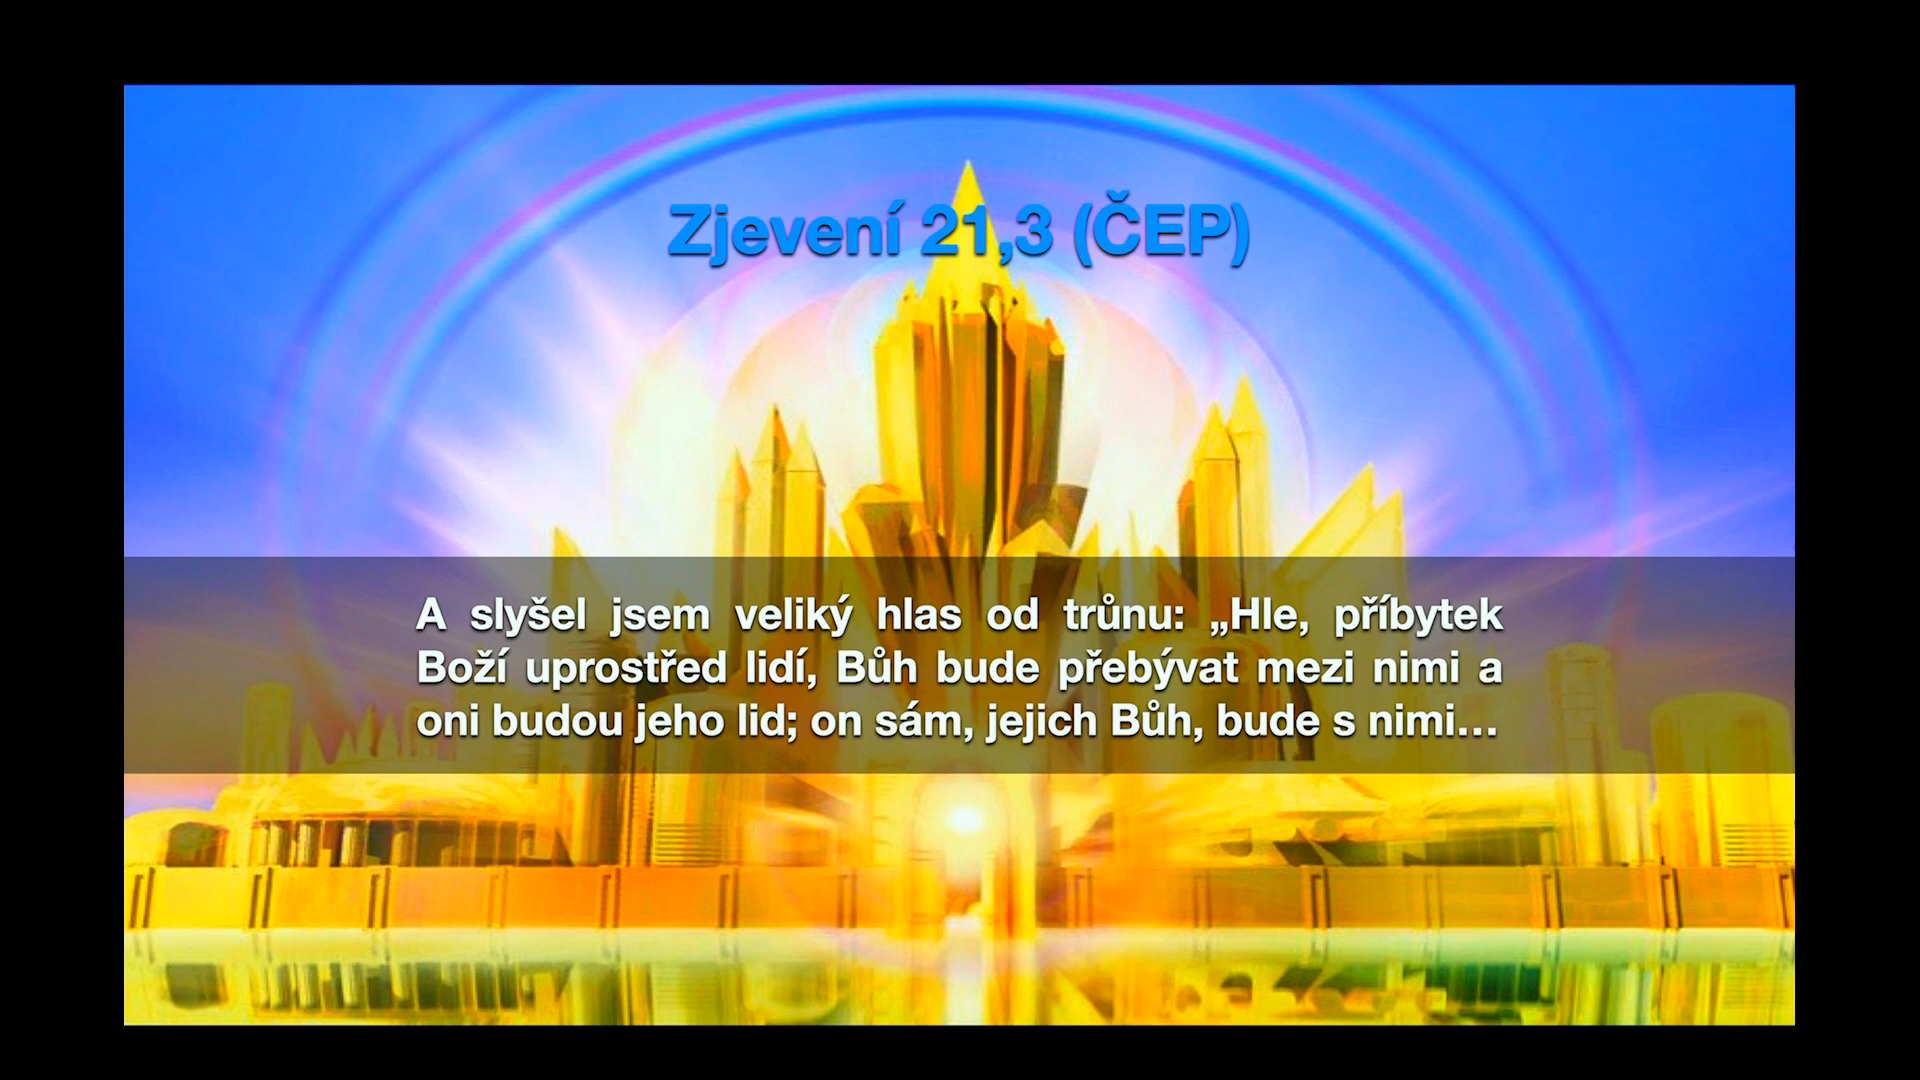 Zjevení 21,3 (ČEP)
A slyšel jsem veliký hlas od trůnu: „Hle, příbytek
Boží uprostřed lidí, Bůh bude přebývat mezi nimi a
oni budou jeho lid; on sám, jejich Bůh, bude s nimi…